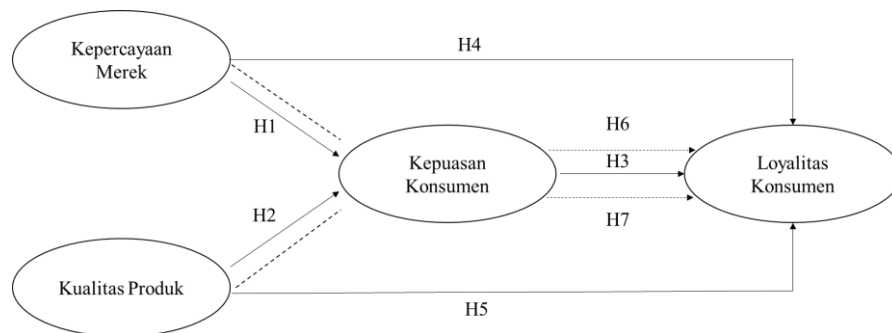 Kepercayaan
Merek
H4
H1
H6
Kepuasan
Konsumen
H3
Loyalitas
Konsumen
H2
H7
Kualitas Produk
H5